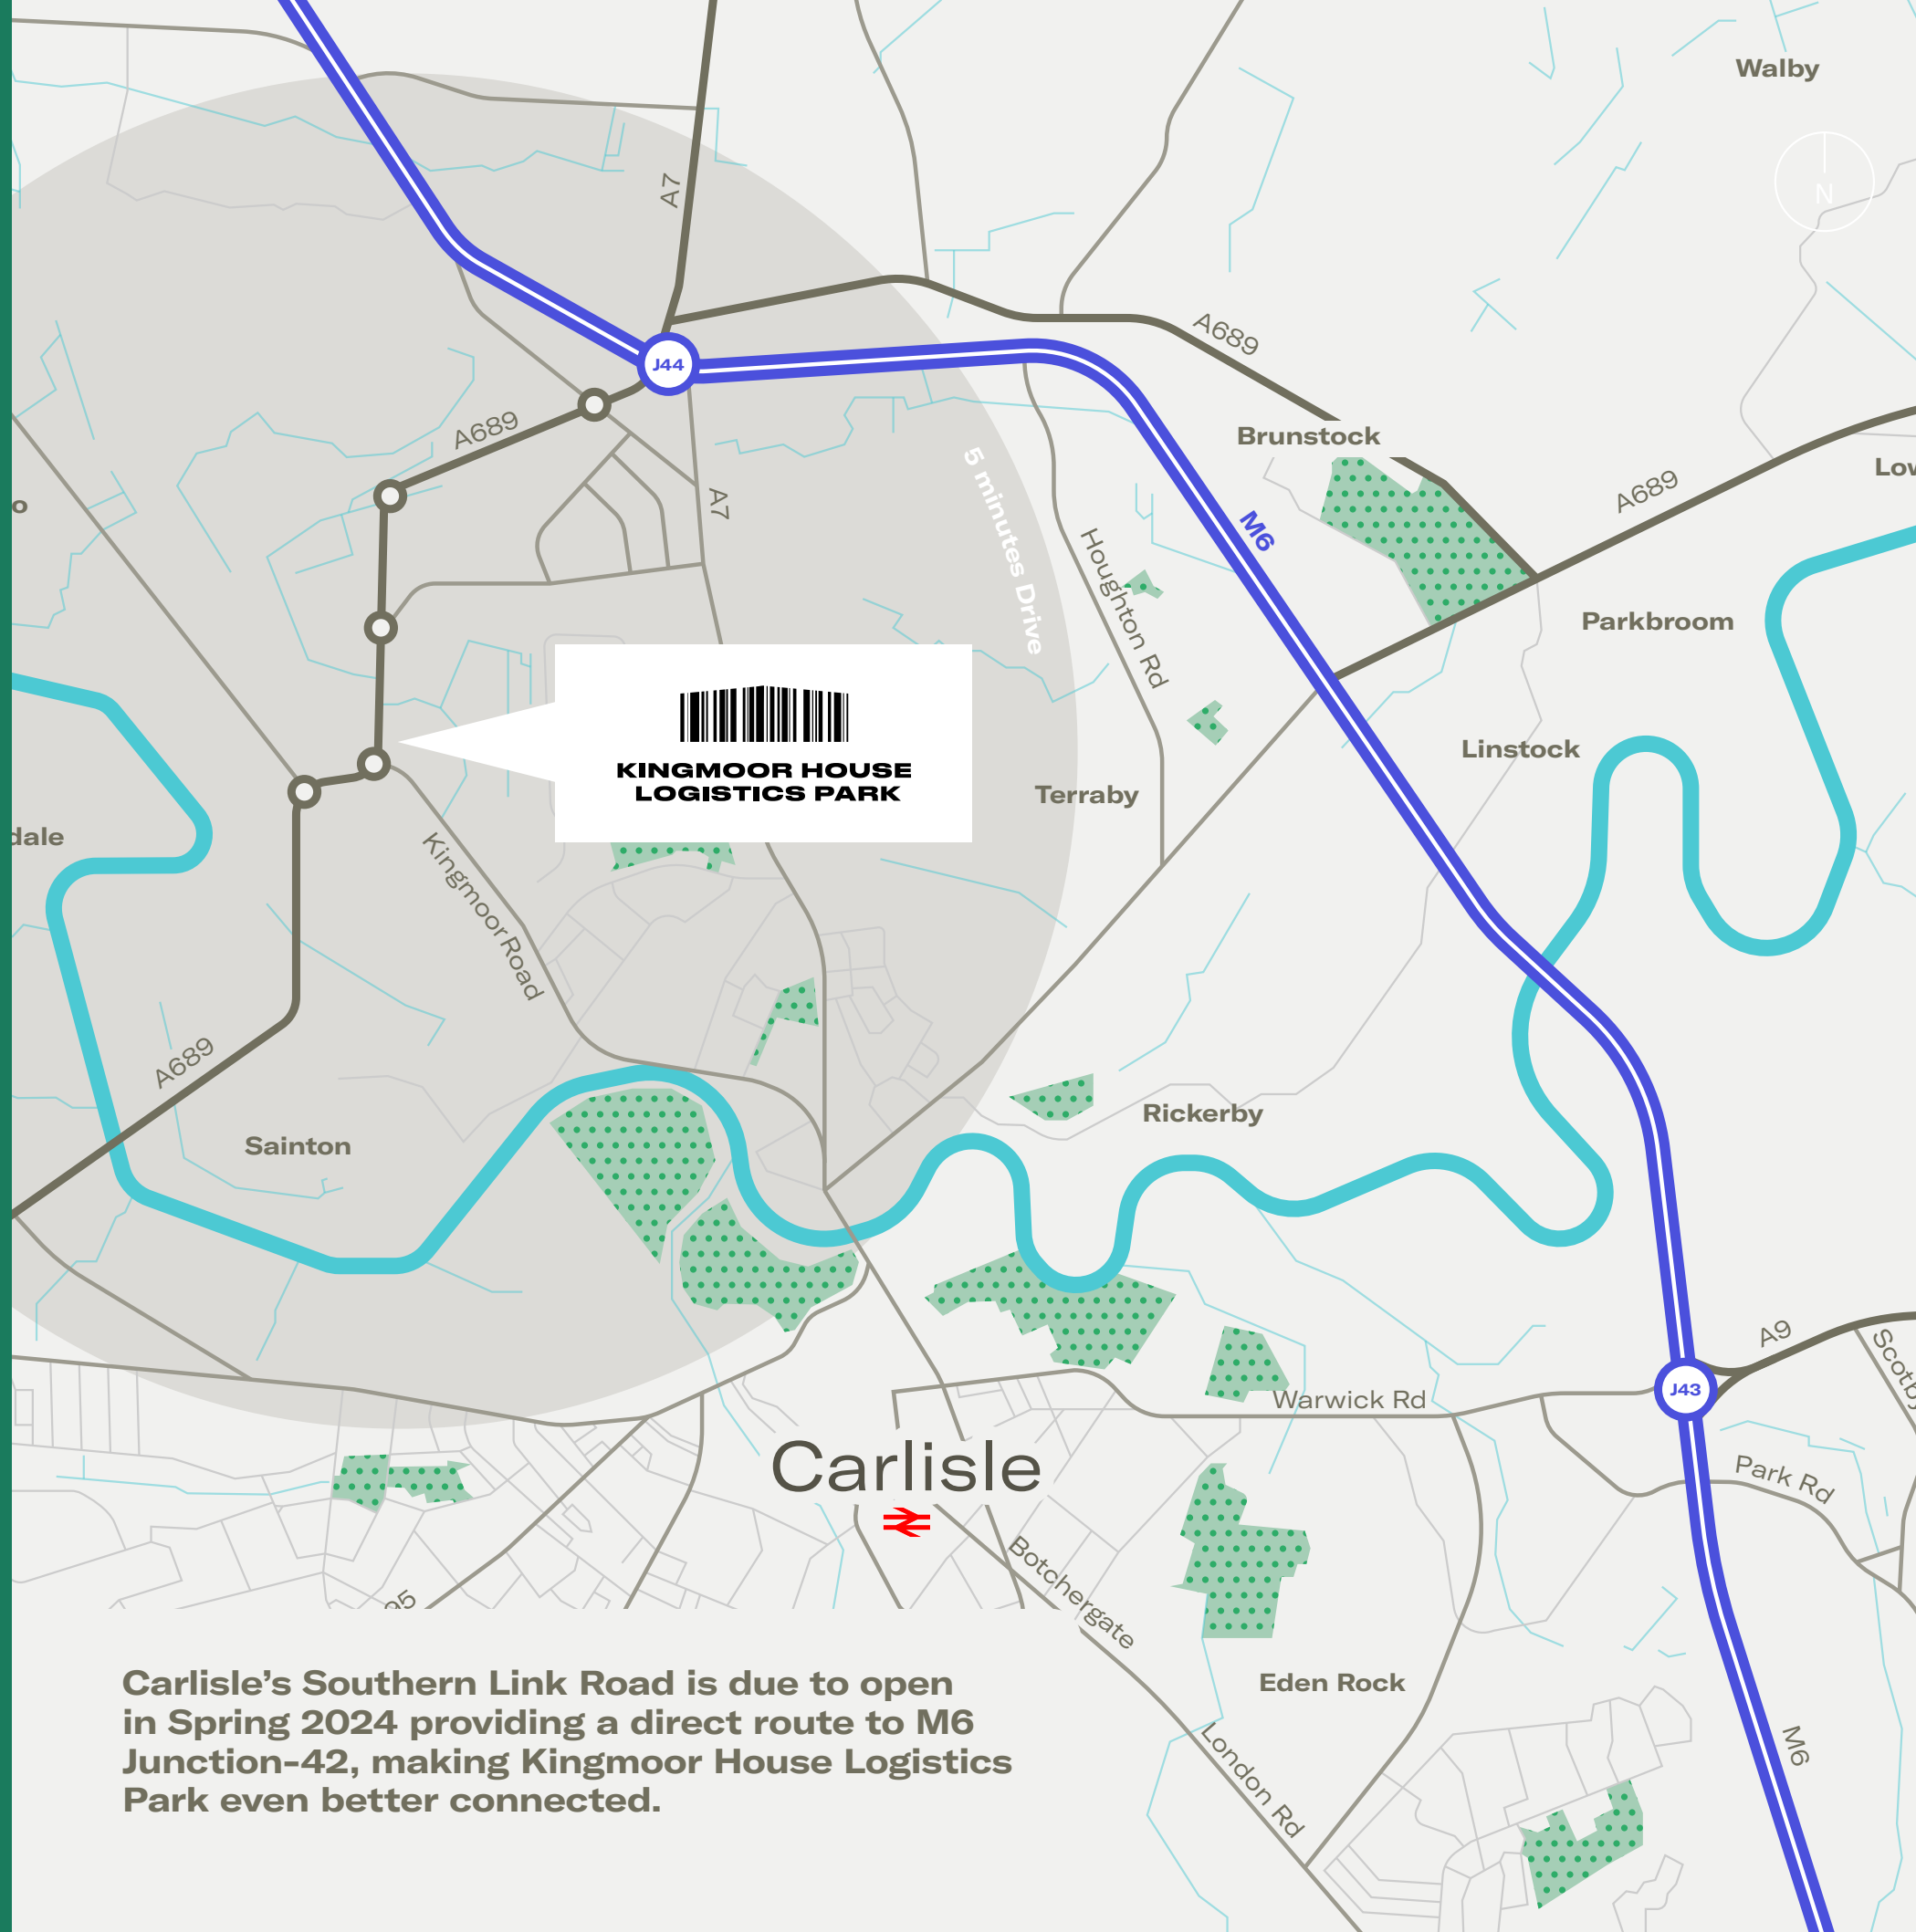 Walby
N
A7
J44
A689
A689
Brunstock
A689
Low
o
A7
M6
5 minutes Drive
Houghton Rd
Parkbroom
KINGMOOR HOUSE
LOGISTICS PARK
Linstock
Terraby
dale
Kingmoor Road
A689
Sainton
Rickerby
A9
Scotby
J43
Warwick Rd
Carlisle
Park Rd
Botchergate
95
Eden Rock
London Rd
M6
Carlisle’s Southern Link Road is due to open
in Spring 2024 providing a direct route to M6
Junction-42, making Kingmoor House Logistics
Park even better connected.